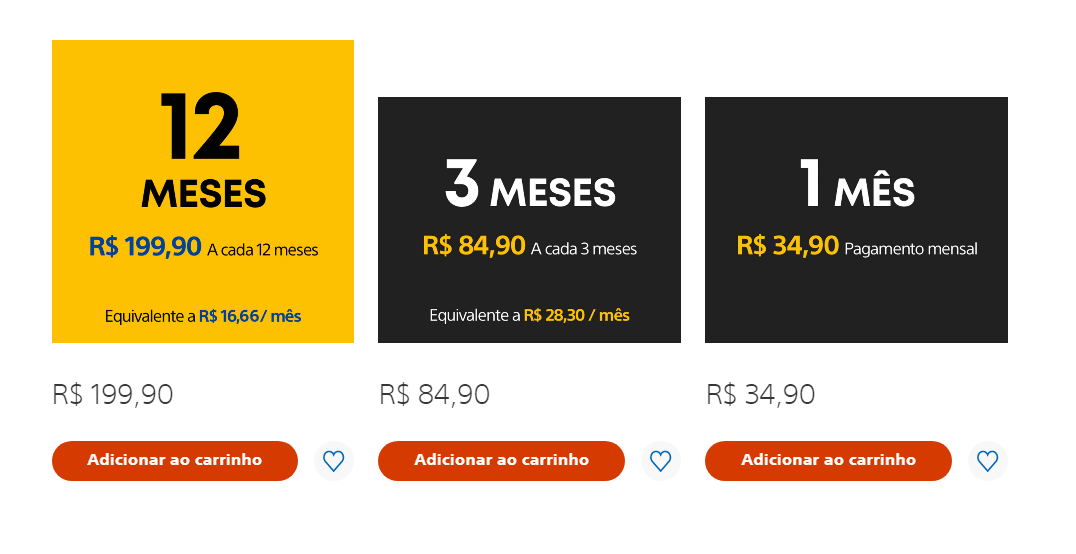 12
MESES
R$ 199,90 A cada 12 meses
Equivalente a R$ 16,66 / mês
R$ 199,90
Adicionar ao carrinho
3 MESES
R$ 84,90 A cada 3 meses
Equivalente a R$ 28,30 / mês
R$ 84,90
Adicionar ao carrinho
1 MÊS
R$ 34,90 Pagamento mensal
R$ 34,90
Adicionar ao carrinho